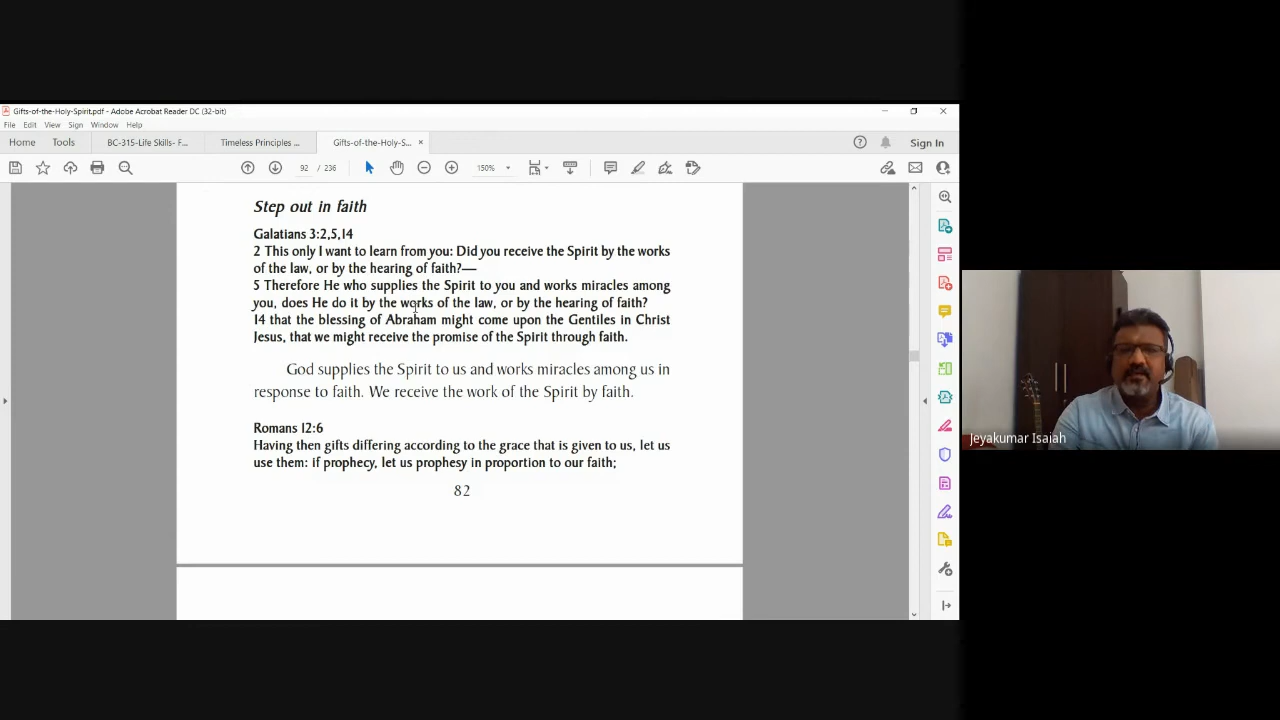 Gifts-of-the-Holy-Spirit.pdf - Adobe Acrobat Reader DC (32-bit)
File Edit View Sign Window Help
Home Tools BC-315-Life Skills- F... Timeless Principles ... Gifts-of-the-Holy-S... Sign In
92 / 236 150%
Step out in faith
Galatians 3:2,5,14
2 This only I want to learn from you: Did you receive the Spirit by the works
of the law, or by the hearing of faith?—
5 Therefore He who supplies the Spirit to you and works miracles among
you, does He do it by the works of the law, or by the hearing of faith?
14 that the blessing of Abraham might come upon the Gentiles in Christ
Jesus, that we might receive the promise of the Spirit through faith.
God supplies the Spirit to us and works miracles among us in
response to faith. We receive the work of the Spirit by faith.
Romans 12:6
Having then gifts differing according to the grace that is given to us, let us
use them: if prophecy, let us prophesy in proportion to our faith;
82
Jeyakumar Isaiah